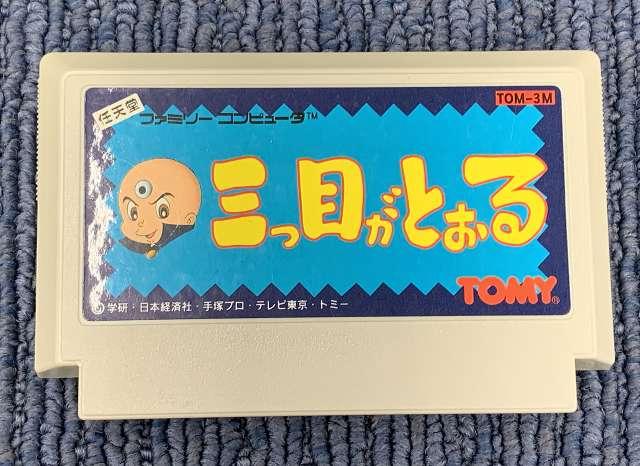 任天堂
ファミリーコンピュータ™
TOM-3M
三つ目がとおる
TOMY®
©学研・日本経済社・手塚プロ・テレビ東京・トミー